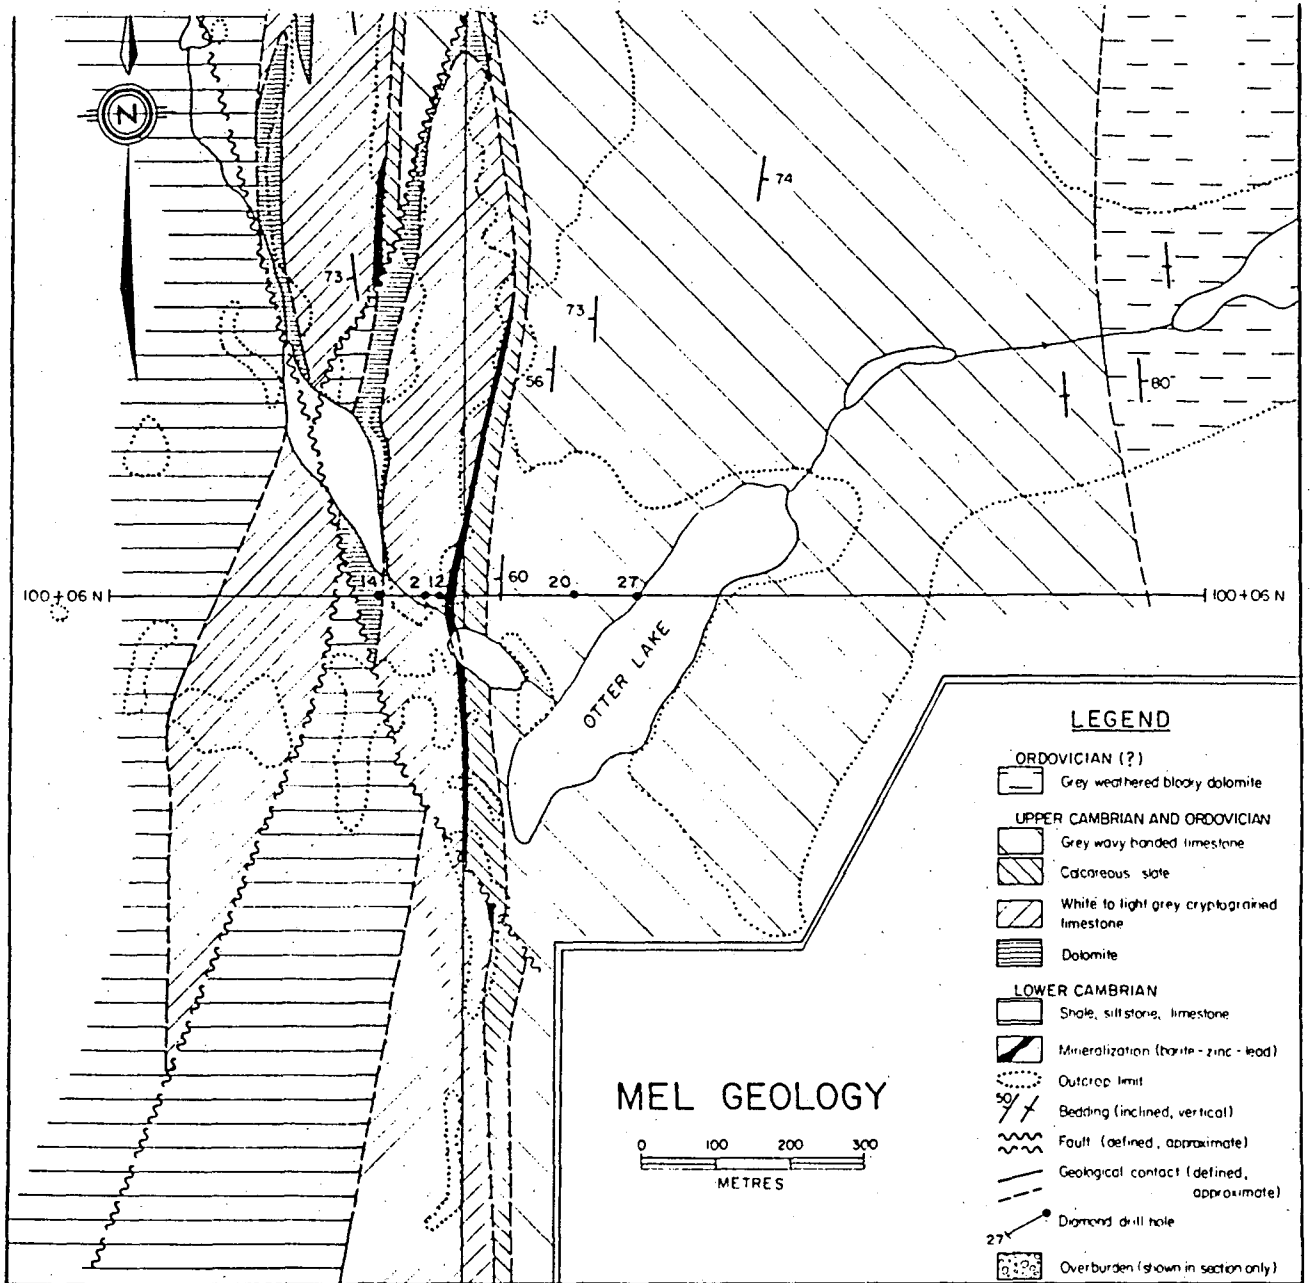 N
74
73
73
56
80°
14 2 12 60 20 27
100+06 N 100+06 N
OTTER LAKE
LEGEND
ORDOVICIAN (?)
Grey weathered blocky dolomite
UPPER CAMBRIAN AND ORDOVICIAN
Grey wavy banded limestone
Calcareous slate
White to light grey cryptograined
limestone
Dolomite
LOWER CAMBRIAN
Shale, siltstone, limestone
Mineralization (barite-zinc-lead)
Outcrop limit
50
Bedding (inclined, vertical)
Fault (defined, approximate)
Geological contact (defined,
approximate)
Diamond drill hole
27
Overburden (shown in section only)
MEL GEOLOGY
0 100 200 300
METRES